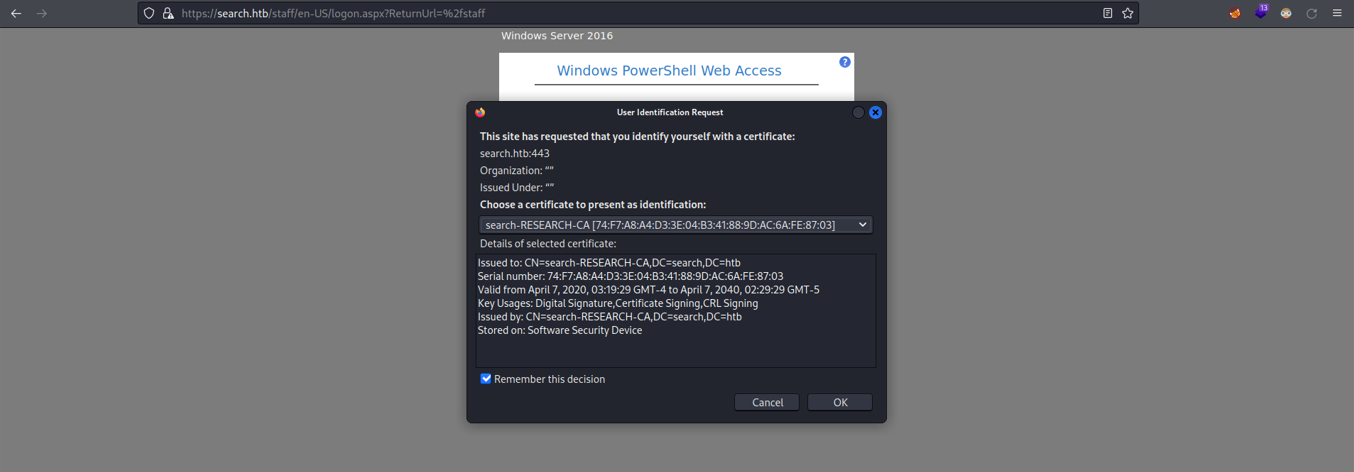 https://search.htb/staff/en-US/logon.aspx?ReturnUrl=%2fstaff
13
Windows Server 2016
Windows PowerShell Web Access
?
User Identification Request
This site has requested that you identify yourself with a certificate:
search.htb:443
Organization: “”
Issued Under: “”
Choose a certificate to present as identification:
search-RESEARCH-CA [74:F7:A8:A4:D3:3E:04:B3:41:88:9D:AC:6A:FE:87:03]
Details of selected certificate:
Issued to: CN=search-RESEARCH-CA,DC=search,DC=htb
Serial number: 74:F7:A8:A4:D3:3E:04:B3:41:88:9D:AC:6A:FE:87:03
Valid from April 7, 2020, 03:19:29 GMT-4 to April 7, 2040, 02:29:29 GMT-5
Key Usages: Digital Signature,Certificate Signing,CRL Signing
Issued by: CN=search-RESEARCH-CA,DC=search,DC=htb
Stored on: Software Security Device
Remember this decision
Cancel
OK